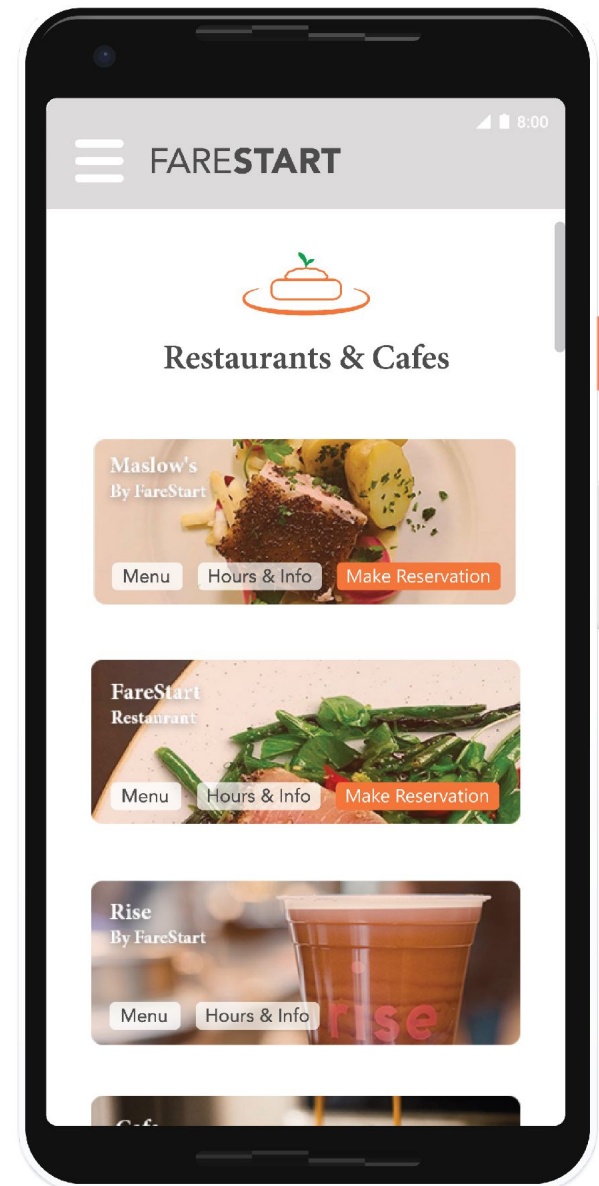 8:00
FARESTART
Restaurants & Cafes
Maslow's
By FareStart
Menu Hours & Info Make Reservation
FareStart
Restaurant
Menu Hours & Info Make Reservation
Rise
By FareStart
rise
Menu Hours & Info